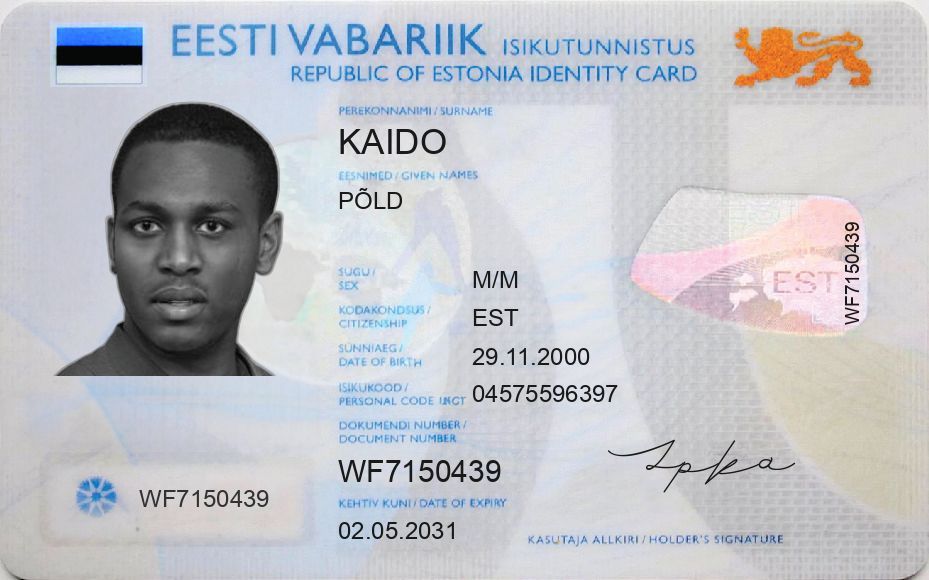 EESTI VABARIIK ISIKUTUNNISTUS
REPUBLIC OF ESTONIA IDENTITY CARD
PEREKONNANIMI / SURNAME
KAIDO
EESNIMED / GIVEN NAMES
PÕLD
SUGU /
SEX
M/M
KODAKONDSUS /
CITIZENSHIP
EST
SÜNNIAEG /
DATE OF BIRTH
29.11.2000
ISIKUKOOD /
PERSONAL CODE
04575596397
DOKUMENDI NUMBER /
DOCUMENT NUMBER
WF7150439
KEHTIV KUNI / DATE OF EXPIRY
02.05.2031
WF7150439
EST
WF7150439
KASUTAJA ALLKIRI / HOLDER'S SIGNATURE